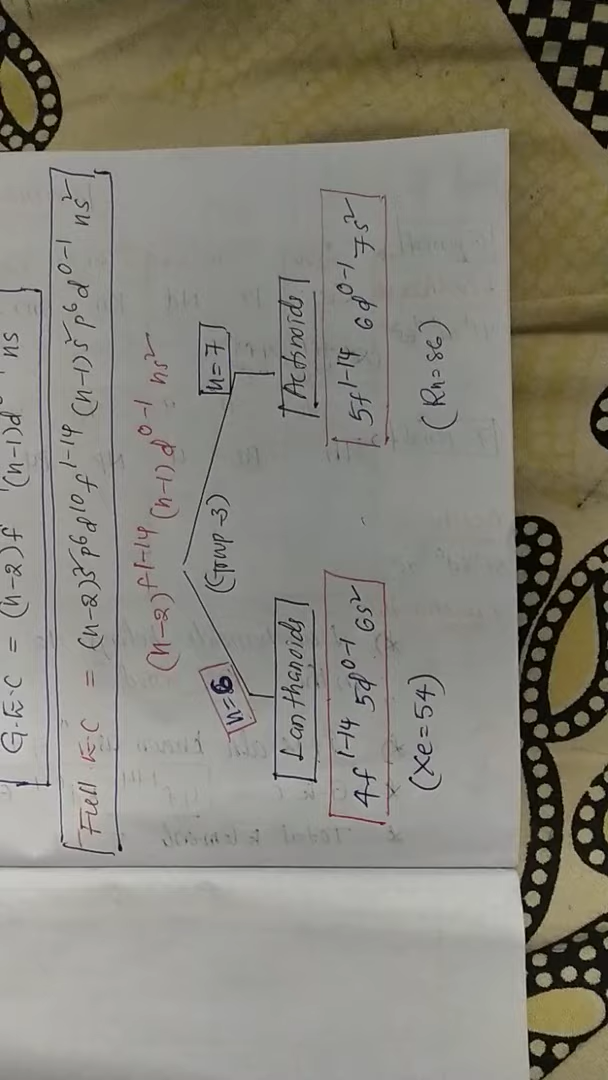 G.E.C = (n-2)f (n-1)d ns
Full E.C = (n-2)s²p⁶d¹⁰f¹⁻¹⁴ (n-1)s²p⁶d⁰⁻¹ ns²
(n-2)f¹⁻¹⁴ (n-1)d⁰⁻¹ ns²
n=6 (Group-3) n=7
Lanthanoids Actinoids
4f¹⁻¹⁴ 5d⁰⁻¹ 6s² 5f¹⁻¹⁴ 6d⁰⁻¹ 7s²
(Xe=54) (Rn=86)